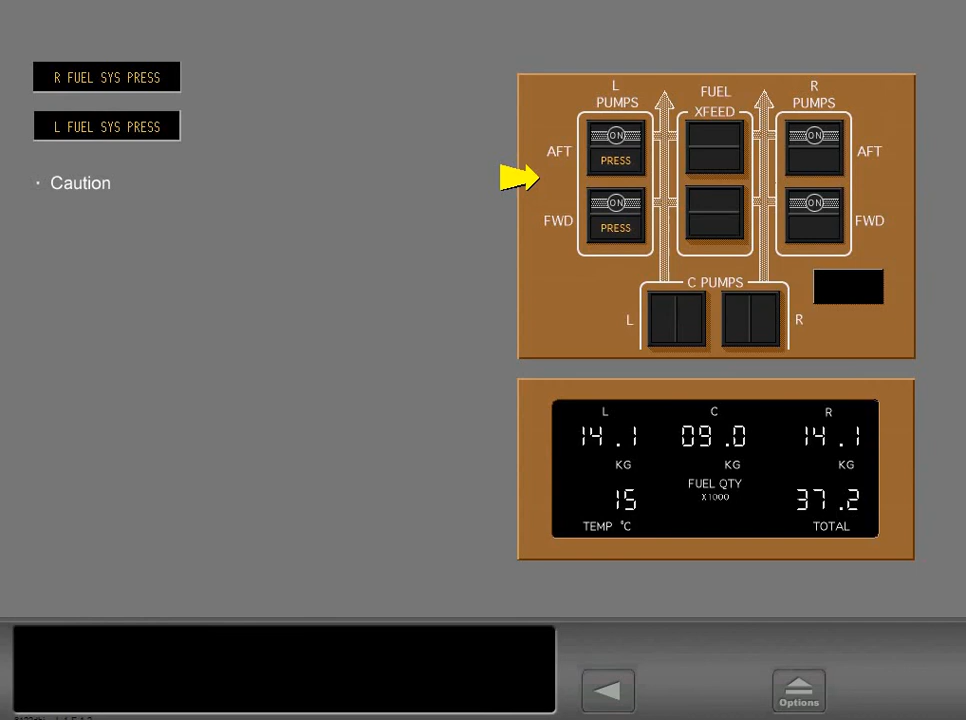 R FUEL SYS PRESS
L FUEL SYS PRESS
· Caution
L PUMPS
FUEL XFEED
R PUMPS
ON
PRESS
ON
ON
PRESS
ON
AFT
FWD
AFT
FWD
C PUMPS
L
R
L
C
R
14.1
09.0
14.1
KG
KG
KG
FUEL QTY
X1000
15
37.2
TEMP °C
TOTAL
Options